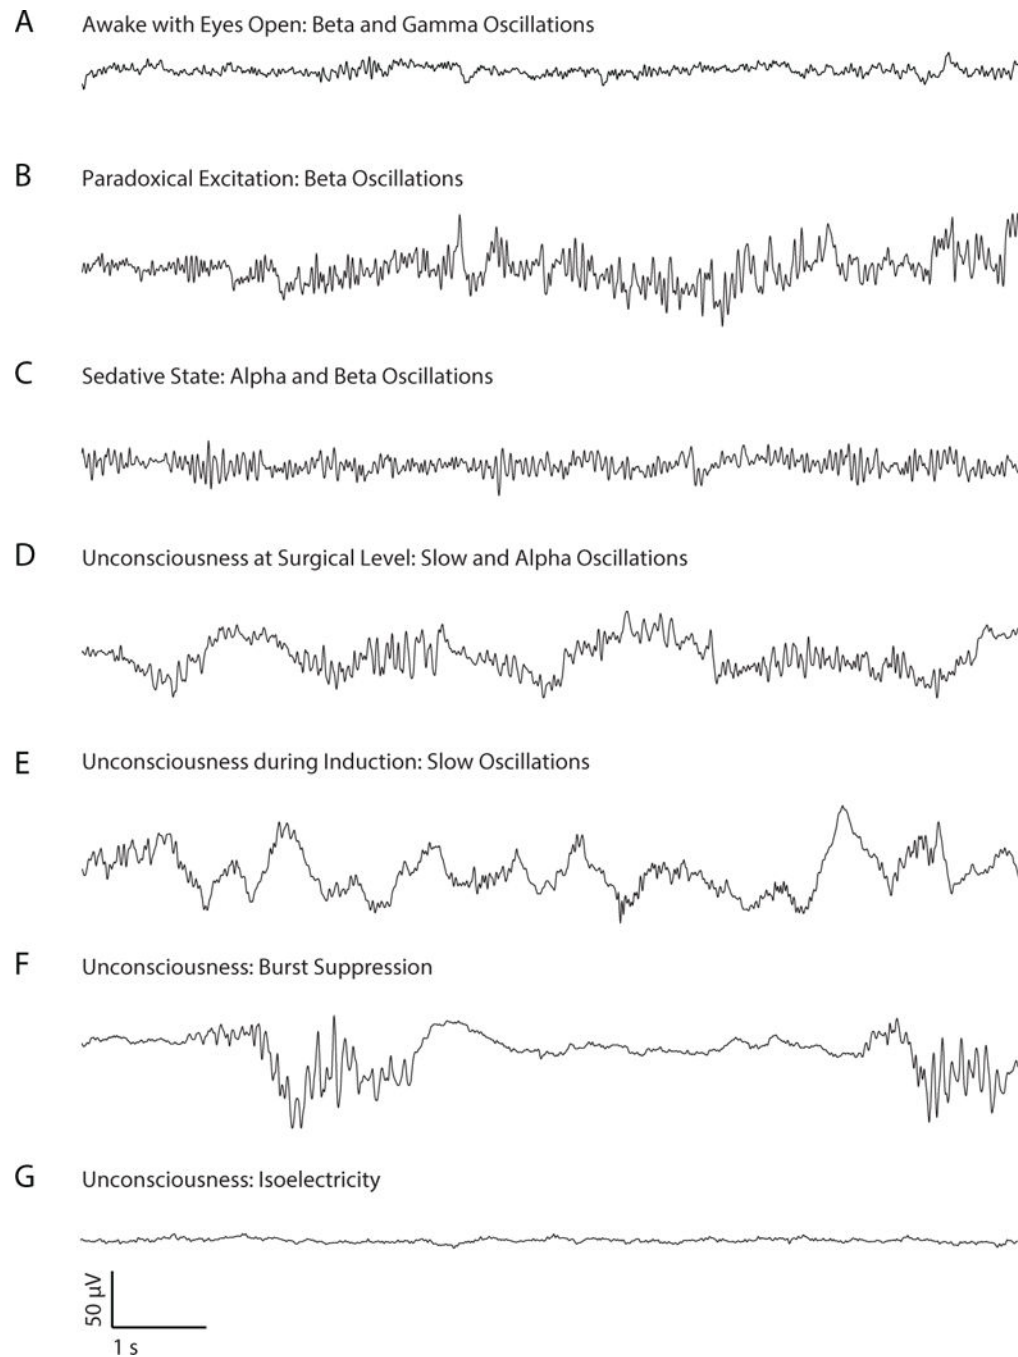 A Awake with Eyes Open: Beta and Gamma Oscillations
B Paradoxical Excitation: Beta Oscillations
C Sedative State: Alpha and Beta Oscillations
D Unconsciousness at Surgical Level: Slow and Alpha Oscillations
E Unconsciousness during Induction: Slow Oscillations
F Unconsciousness: Burst Suppression
G Unconsciousness: Isoelectricity
50 μV
1 s